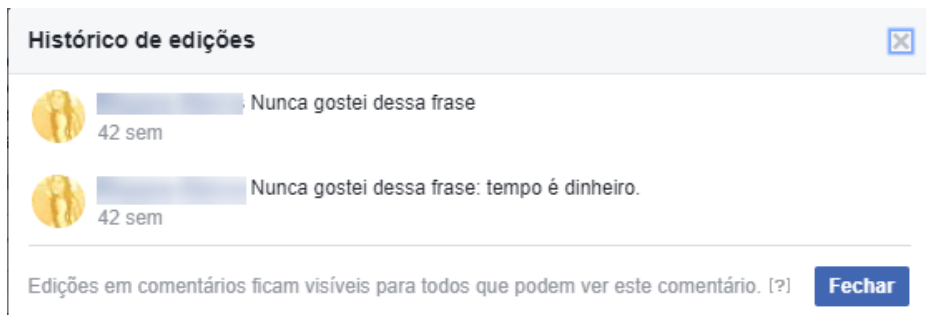 Histórico de edições
Nunca gostei dessa frase
42 sem
Nunca gostei dessa frase: tempo é dinheiro.
42 sem
Edições em comentários ficam visíveis para todos que podem ver este comentário. [?] Fechar